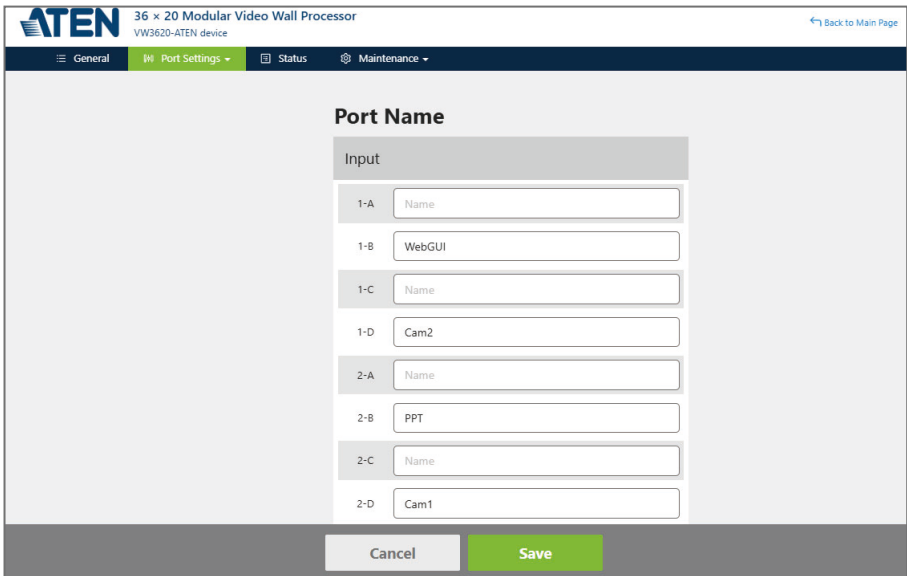 ATEN
36 × 20 Modular Video Wall Processor
VW3620-ATEN device
Back to Main Page
General Port Settings Status Maintenance
Port Name
Input
1-A Name
1-B WebGUI
1-C Name
1-D Cam2
2-A Name
2-B PPT
2-C Name
2-D Cam1
Cancel Save